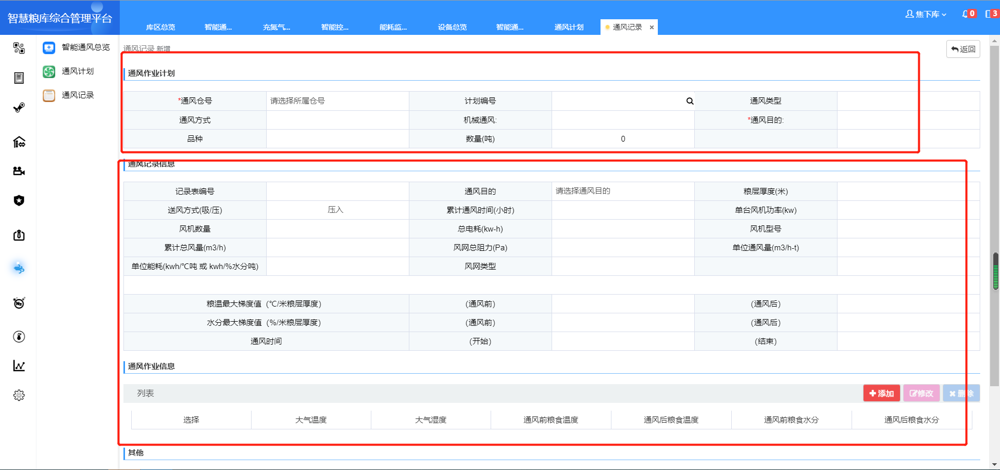 智慧粮库综合管理平台
库区总览 智能通... 充氮气... 智能控... 能耗监... 设备总览 智能通... 通风计划 通风记录 ×
焦下库 0 3
智能通风总览
通风计划
通风记录
通风记录 新增
返回
通风作业计划
*通风仓号 请选择所属仓号 计划编号 通风类型
通风方式 机械通风: *通风目的:
品种 数量(吨) 0
通风记录信息
记录表编号 通风目的 请选择通风目的 粮层厚度(米)
送风方式(吸/压) 压入 累计通风时间(小时) 单台风机功率(kw)
风机数量 总电耗(kw-h) 风机型号
累计总风量(m3/h) 风网总阻力(Pa) 单位通风量(m3/h-t)
单位能耗(kwh/℃吨 或 kwh/%水分吨) 风网类型
粮温最大梯度值（℃/米粮层厚度） (通风前) (通风后)
水分最大梯度值（%/米粮层厚度） (通风前) (通风后)
通风时间 (开始) (结束)
通风作业信息
列表 添加 修改 删除
选择 大气温度 大气湿度 通风前粮食温度 通风后粮食温度 通风前粮食水分 通风后粮食水分
其他
N2